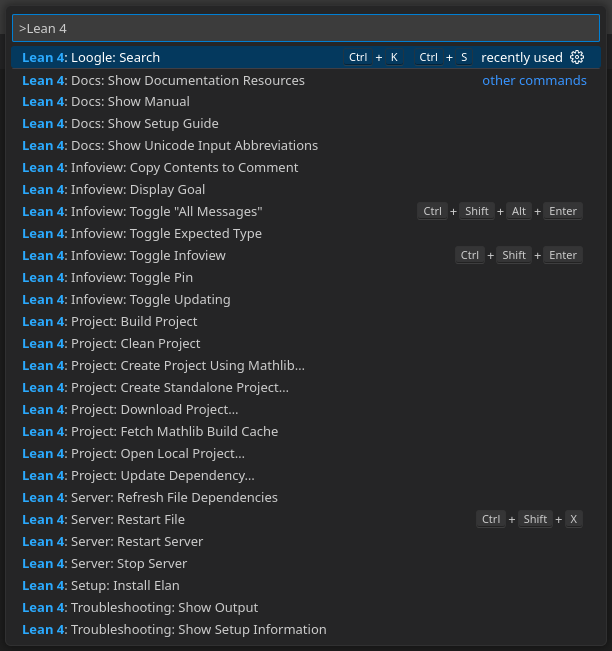 >Lean 4
Lean 4: Loogle: Search Ctrl + K Ctrl + S recently used
Lean 4: Docs: Show Documentation Resources other commands
Lean 4: Docs: Show Manual
Lean 4: Docs: Show Setup Guide
Lean 4: Docs: Show Unicode Input Abbreviations
Lean 4: Infoview: Copy Contents to Comment
Lean 4: Infoview: Display Goal
Lean 4: Infoview: Toggle "All Messages" Ctrl + Shift + Alt + Enter
Lean 4: Infoview: Toggle Expected Type
Lean 4: Infoview: Toggle Infoview Ctrl + Shift + Enter
Lean 4: Infoview: Toggle Pin
Lean 4: Infoview: Toggle Updating
Lean 4: Project: Build Project
Lean 4: Project: Clean Project
Lean 4: Project: Create Project Using Mathlib...
Lean 4: Project: Create Standalone Project...
Lean 4: Project: Download Project...
Lean 4: Project: Fetch Mathlib Build Cache
Lean 4: Project: Open Local Project...
Lean 4: Project: Update Dependency...
Lean 4: Server: Refresh File Dependencies
Lean 4: Server: Restart File Ctrl + Shift + X
Lean 4: Server: Restart Server
Lean 4: Server: Stop Server
Lean 4: Setup: Install Elan
Lean 4: Troubleshooting: Show Output
Lean 4: Troubleshooting: Show Setup Information